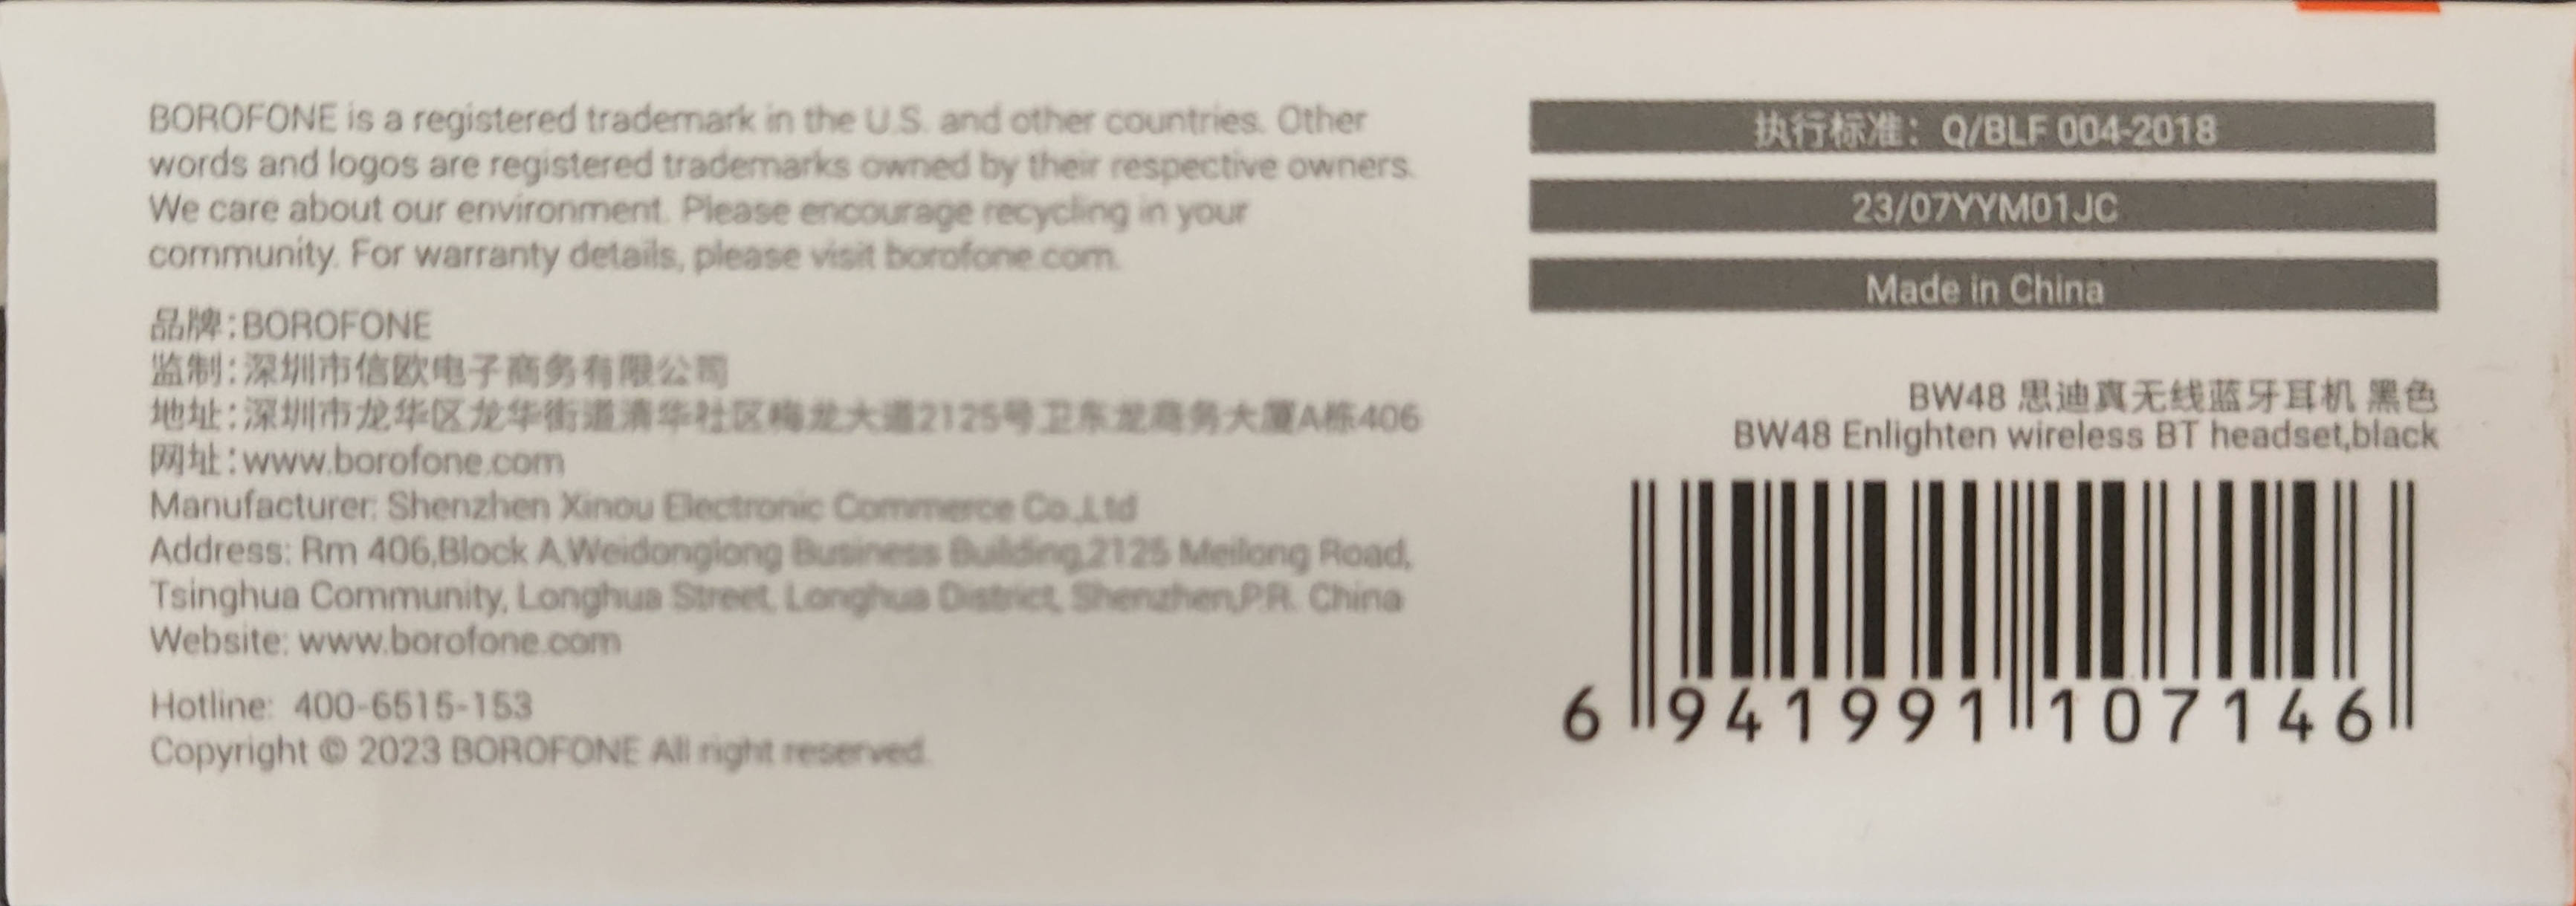 BOROFONE is a registered trademark in the U.S. and other countries. Other
words and logos are registered trademarks owned by their respective owners.
We care about our environment. Please encourage recycling in your
community. For warranty details, please visit borofone.com.
品牌:BOROFONE
监制:深圳市信欧电子商务有限公司
地址:深圳市龙华区龙华街道清华社区梅龙大道2125号卫东龙商务大厦A栋406
网址:www.borofone.com
Manufacturer: Shenzhen Xinou Electronic Commerce Co.,Ltd
Address: Rm 406,Block A,Weidonglong Business Building,2125 Meilong Road,
Tsinghua Community, Longhua Street, Longhua District, Shenzhen,P.R. China
Website: www.borofone.com
Hotline: 400-6515-153
Copyright © 2023 BOROFONE All right reserved.
执行标准: Q/BLF 004-2018
23/07YYM01JC
Made in China
BW48 思迪真无线蓝牙耳机 黑色
BW48 Enlighten wireless BT headset,black
6 941991 107146